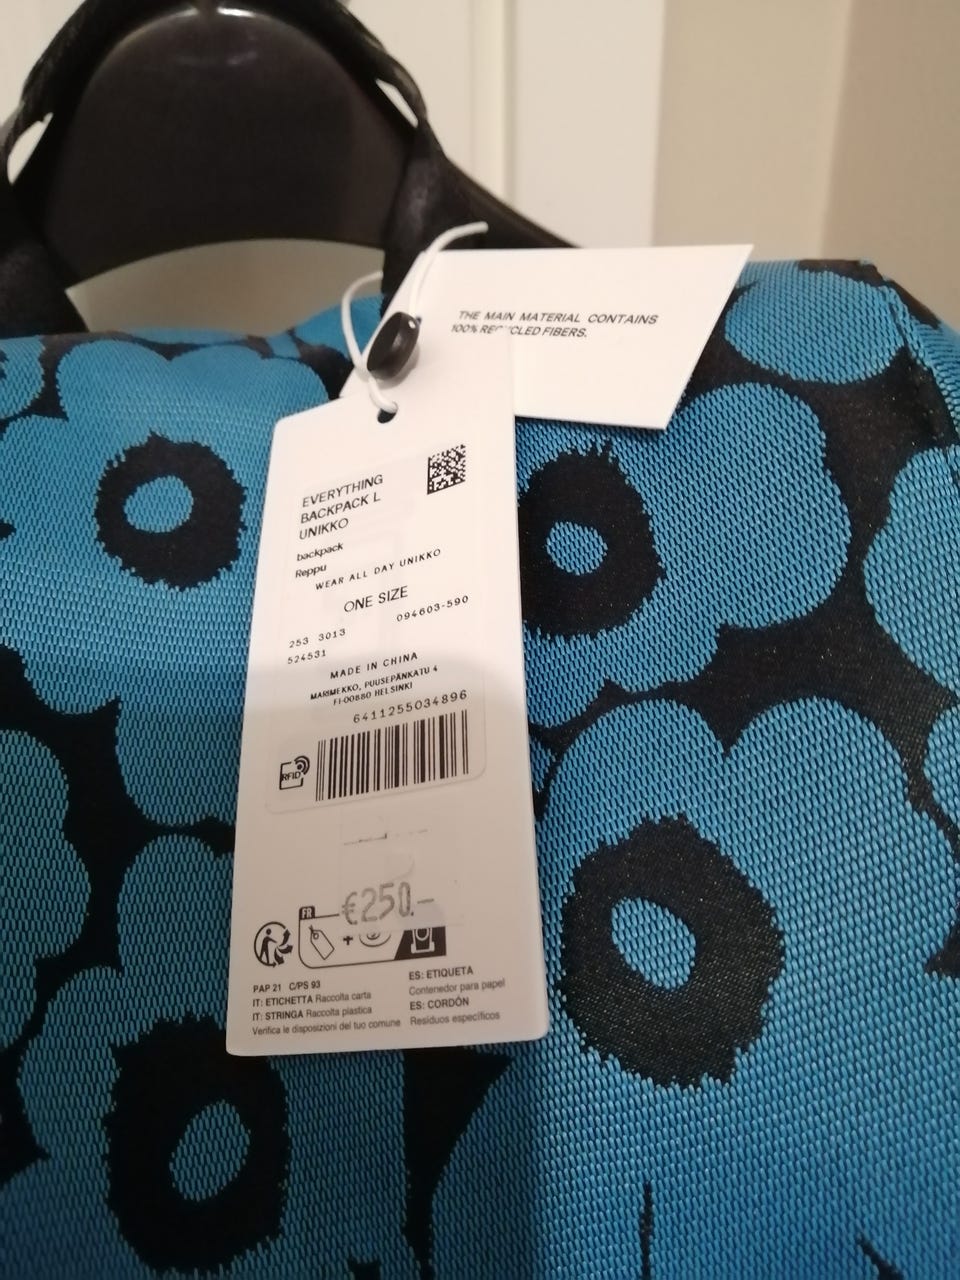 THE MAIN MATERIAL CONTAINS
100% RECYCLED FIBERS.
EVERYTHING
BACKPACK L
UNIKKO
backpack
Reppu
WEAR ALL DAY UNIKKO
ONE SIZE
253 3013 094603-590
524531
MADE IN CHINA
MARIMEKKO, PUUSEPÄNKATU 4
FI-00880 HELSINKI
6411255034896
RFID
€250.-
FR
+
PAP 21 C/PS 93
IT: ETICHETTA Raccolta carta
IT: STRINGA Raccolta plastica
Verifica le disposizioni del tuo comune
ES: ETIQUETA
Contenedor para papel
ES: CORDÓN
Residuos específicos